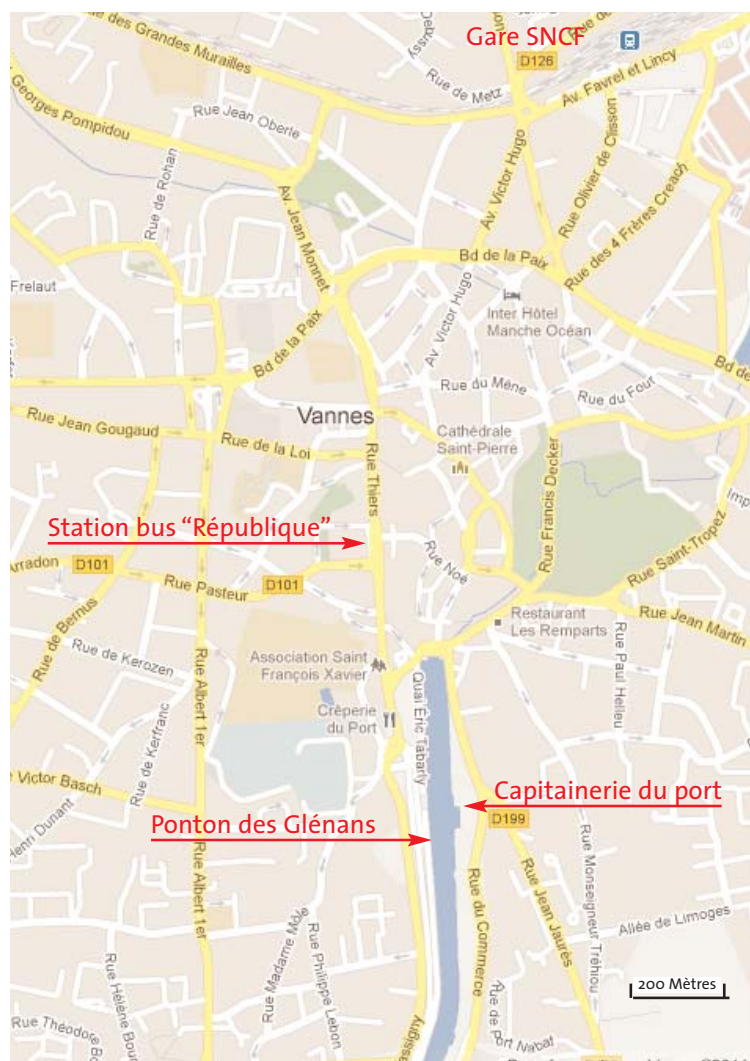 Gare SNCF
Rue des Grandes Murailles
D126
Rue de Metz
Av. Favrel et Lincy
Georges Pompidou
Rue Jean Oberle
Rue de Rohan
Av. Victor Hugo
Rue Olivier de Clisson
Rue des 4 Frères Creach
Av. Jean Monnet
Bd de la Paix
Frelaut
Inter Hôtel
Manche Océan
Av. Victor Hugo
Bd de la Paix
Bd de
Rue du Mené
Rue du Four
Vannes
Rue Jean Gougaud
Rue de la Loi
Cathédrale
Saint-Pierre
Rue Thiers
Rue Francis Decker
Imp
Station bus “République”
Rue Noé
Rue Saint-Tropez
Arradon
D101
Rue Pasteur
D101
Restaurant
Les Remparts
Rue Jean Martin
Rue de Bernus
Rue de Kerozen
Association Saint
François Xavier
Rue Paul Helleu
Rue Albert 1er
Quai Éric Tabarly
Crêperie
du Port
Rue de Kerfranc
Victor Basch
Capitainerie du port
D199
Ponton des Glénans
Henri Dunant
Rue Albert 1er
Rue du Commerce
Rue Jean Jaurès
Rue Monseigneur Tréhiou
Allée de Limoges
Rue Madame Môle
Rue Philippe Lebon
200 Mètres
Rue Hélène
Rue de
Port Nabat
Rue Théodore